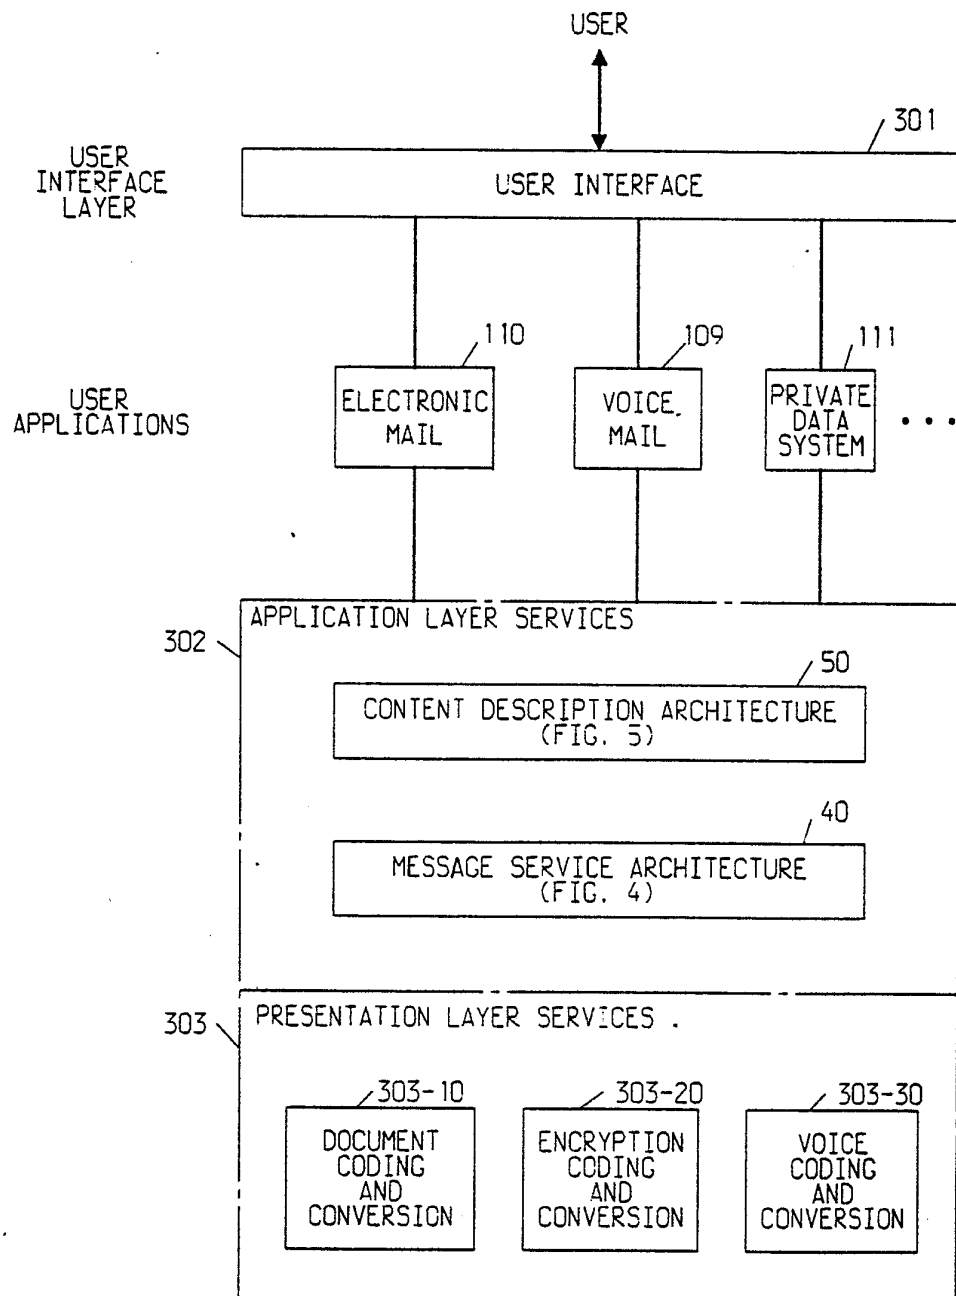 USER
301
USER
INTERFACE
LAYER
USER INTERFACE
110
109
111
USER
APPLICATIONS
ELECTRONIC
MAIL
VOICE
MAIL
PRIVATE
DATA
SYSTEM
...
APPLICATION LAYER SERVICES
302
50
CONTENT DESCRIPTION ARCHITECTURE
(FIG. 5)
40
MESSAGE SERVICE ARCHITECTURE
(FIG. 4)
303
PRESENTATION LAYER SERVICES
303-10
303-20
303-30
DOCUMENT
CODING
AND
CONVERSION
ENCRYPTION
CODING
AND
CONVERSION
VOICE
CODING
AND
CONVERSION